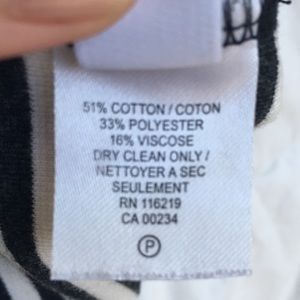 51% COTTON / COTON
33% POLYESTER
16% VISCOSE
DRY CLEAN ONLY /
NETTOYER A SEC
SEULEMENT
RN 116219
CA 00234
P